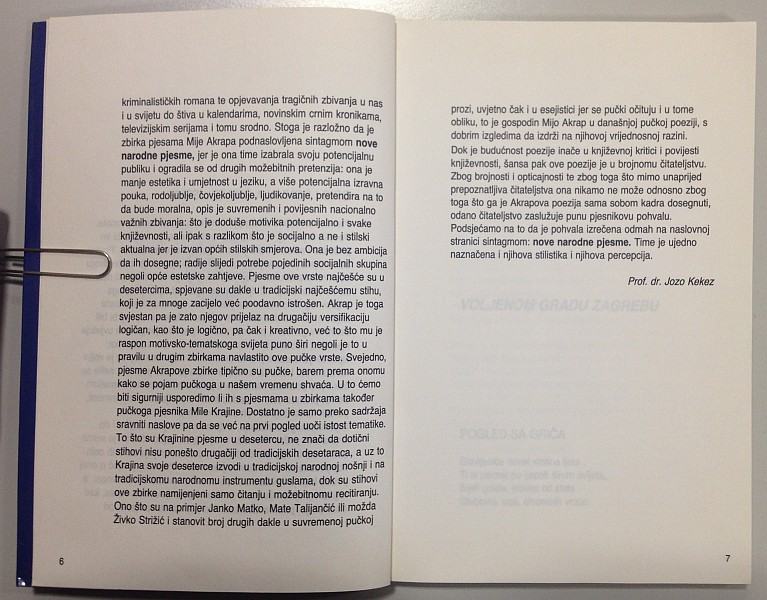 kriminalističkih romana te opjevavanja tragičnih zbivanja u nas
i u svijetu do štiva u kalendarima, novinskim crnim kronikama,
televizijskim serijama i tomu srodno. Stoga je razložno da je
zbirka pjesama Mije Akrapa podnaslovljena sintagmom nove
narodne pjesme, jer je ona time izabrala svoju potencijalnu
publiku i ogradila se od drugih možebitnih pretenzija: ona je
manje estetika i umjetnost u jeziku, a više potencijalna izravna
pouka, rodoljublje, čovjekoljublje, ljudikovanje, pretendira na to
da bude moralna, opis je suvremenih i povijesnih nacionalno
važnih zbivanja: što je doduše motivika potencijalno i svake
književnosti, ali ipak s razlikom što je socijalno a ne i stilski
aktualna jer je izvan općih stilskih smjerova. Ona je bez ambicija
da ih dosegne; radije slijedi potrebe pojedinih socijalnih skupina
negoli opće estetske zahtjeve. Pjesme ove vrste najčešće su u
desetercima, spjevane su dakle u tradicijski najčešćemu stihu,
koji je za mnoge zacijelo već poodavno istrošen. Akrap je toga
svjestan pa je zato njegov prijelaz na drugačiju versifikaciju
logičan, kao što je logično, pa čak i kreativno, već to što mu je
raspon motivsko-tematskoga svijeta puno širi negoli je to u
pravilu u drugim zbirkama navlastito ove pučke vrste. Svejedno,
pjesme Akrapove zbirke tipično su pučke, barem prema onomu
kako se pojam pučkoga u našem vremenu shvaća. U to ćemo
biti sigurniji usporedimo li ih s pjesmama u zbirkama također
pučkoga pjesnika Mile Krajine. Dostatno je samo preko sadržaja
sravniti naslove pa da se već na prvi pogled uoči istost tematike.
To što su Krajinine pjesme u desetercu, ne znači da dotični
stihovi nisu ponešto drugačiji od tradicijskih desetaraca, a uz to
Krajina svoje deseterce izvodi u tradicijskoj narodnoj nošnji i na
tradicijskomu narodnomu instrumentu guslama, dok su stihovi
ove zbirke namijenjeni samo čitanju i možebitnomu recitiranju.
Ono što su na primjer Janko Matko, Mate Talijančić ili možda
Živko Strižić i stanovit broj drugih dakle u suvremenoj pučkoj
6
prozi, uvjetno čak i u esejistici jer se pučki očituju i u tome
obliku, to je gospodin Mijo Akrap u današnjoj pučkoj poeziji, s
dobrim izgledima da izdrži na njihovoj vrijednosnoj razini.
Dok je budućnost poezije inače u književnoj kritici i povijesti
književnosti, šansa pak ove poezije je u brojnomu čitateljstvu.
Zbog brojnosti i opticajnosti te zbog toga što mimo unaprijed
prepoznatljiva čitateljstva ona nikamo ne može odnosno zbog
toga što ga je Akrapova poezija sama sobom kadra dosegnuti,
odano čitateljstvo zaslužuje punu pjesnikovu pohvalu.
Podsjećamo na to da je pohvala izrečena odmah na naslovnoj
stranici sintagmom: nove narodne pjesme. Time je ujedno
naznačena i njihova stilistika i njihova percepcija.
Prof. dr. Jozo Kekez
VOLJENOM GRADU ZAGREBU
POGLED SA GRIČA
7